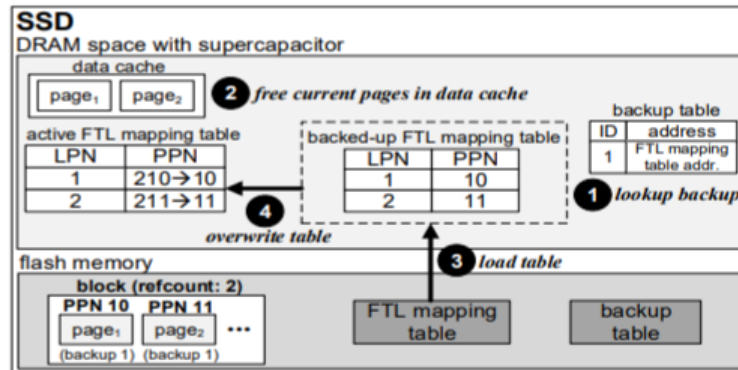 SSD
DRAM space with supercapacitor
data cache
page₁ page₂
2 free current pages in data cache
backup table
ID address
1 FTL mapping table addr.
active FTL mapping table
LPN PPN
1 210→10
2 211→11
backed-up FTL mapping table
LPN PPN
1 10
2 11
1 lookup backup
4
overwrite table
3 load table
flash memory
block (refcount: 2)
PPN 10 PPN 11
page₁ page₂ •••
(backup 1) (backup 1)
FTL mapping
table
backup
table